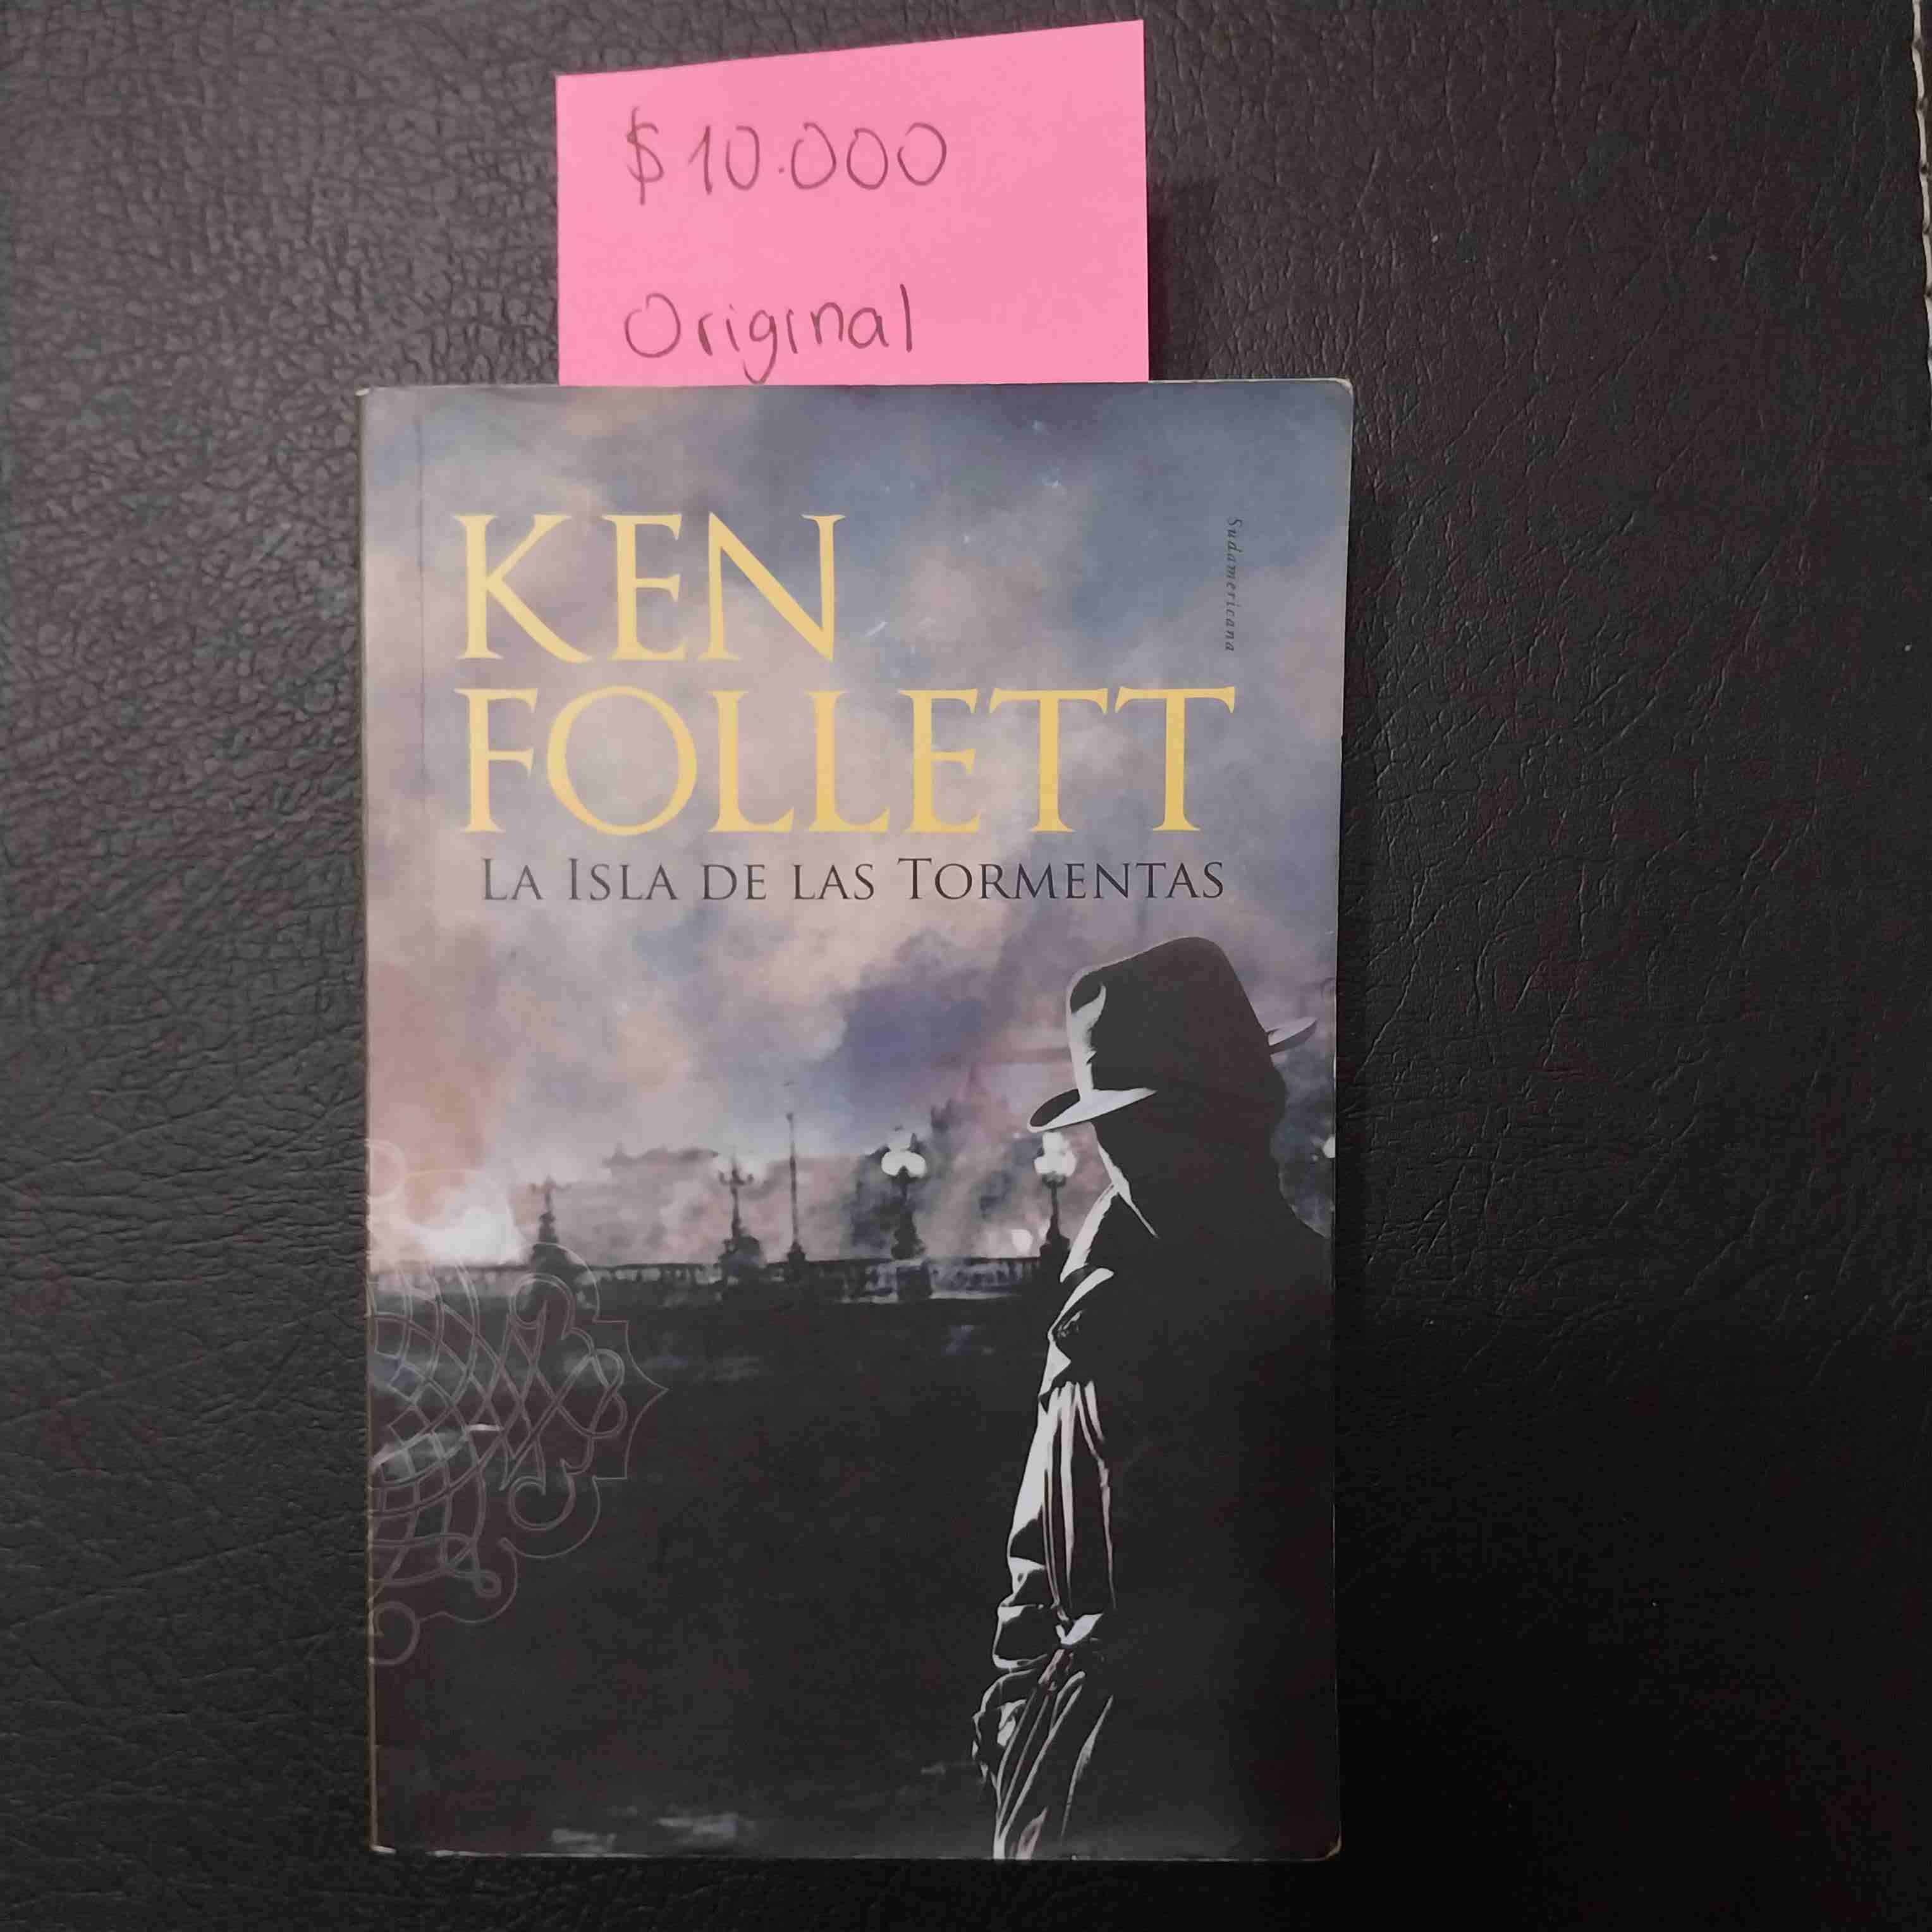 $10.000
Original
KEN
FOLLETT
LA ISLA DE LAS TORMENTAS
Sudamericana